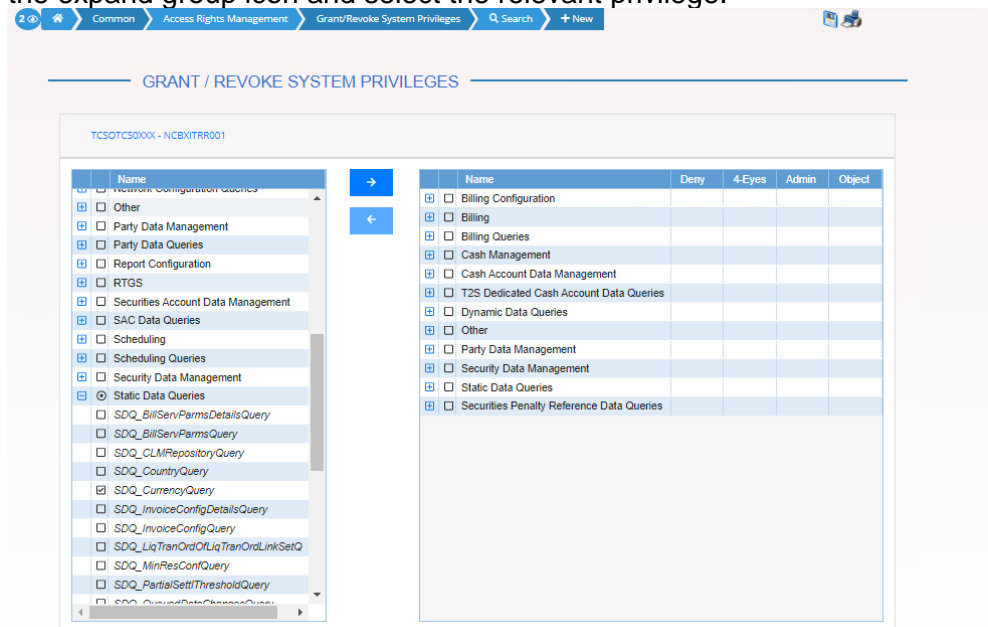 the expand group icon and select the relevant privilege.
2 Common Access Rights Management Grant/Revoke System Privileges Search + New
GRANT / REVOKE SYSTEM PRIVILEGES
TCSOTCS0XXX - NCBXITRR001
Name
Network Configuration Queries
Other
Party Data Management
Party Data Queries
Report Configuration
RTGS
Securities Account Data Management
SAC Data Queries
Scheduling
Scheduling Queries
Security Data Management
Static Data Queries
SDQ_BillServParmsDetailsQuery
SDQ_BillServParmsQuery
SDQ_CLMRepositoryQuery
SDQ_CountryQuery
SDQ_CurrencyQuery
SDQ_InvoiceConfigDetailsQuery
SDQ_InvoiceConfigQuery
SDQ_LiqTranOrdOfLiqTranOrdLinkSetQ
SDQ_MinResConfQuery
SDQ_PartialSettlThresholdQuery
SDQ_QueuedDataChangesQuery
Name Deny 4-Eyes Admin Object
Billing Configuration
Billing
Billing Queries
Cash Management
Cash Account Data Management
T2S Dedicated Cash Account Data Queries
Dynamic Data Queries
Other
Party Data Management
Security Data Management
Static Data Queries
Securities Penalty Reference Data Queries